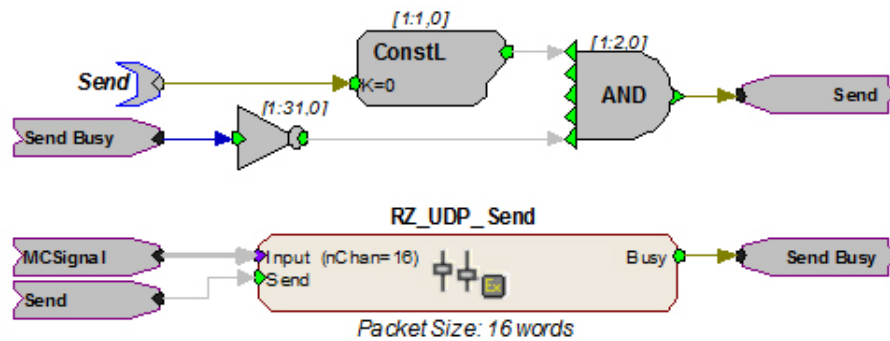 [1:1,0]
ConstL
[1:2,0]
Send
K=0
AND
Send
[1:31,0]
Send Busy
RZ_UDP_Send
MCSignal
Input (nChan=16)
Busy
Send Busy
Send
Send
Ex
Packet Size: 16 words